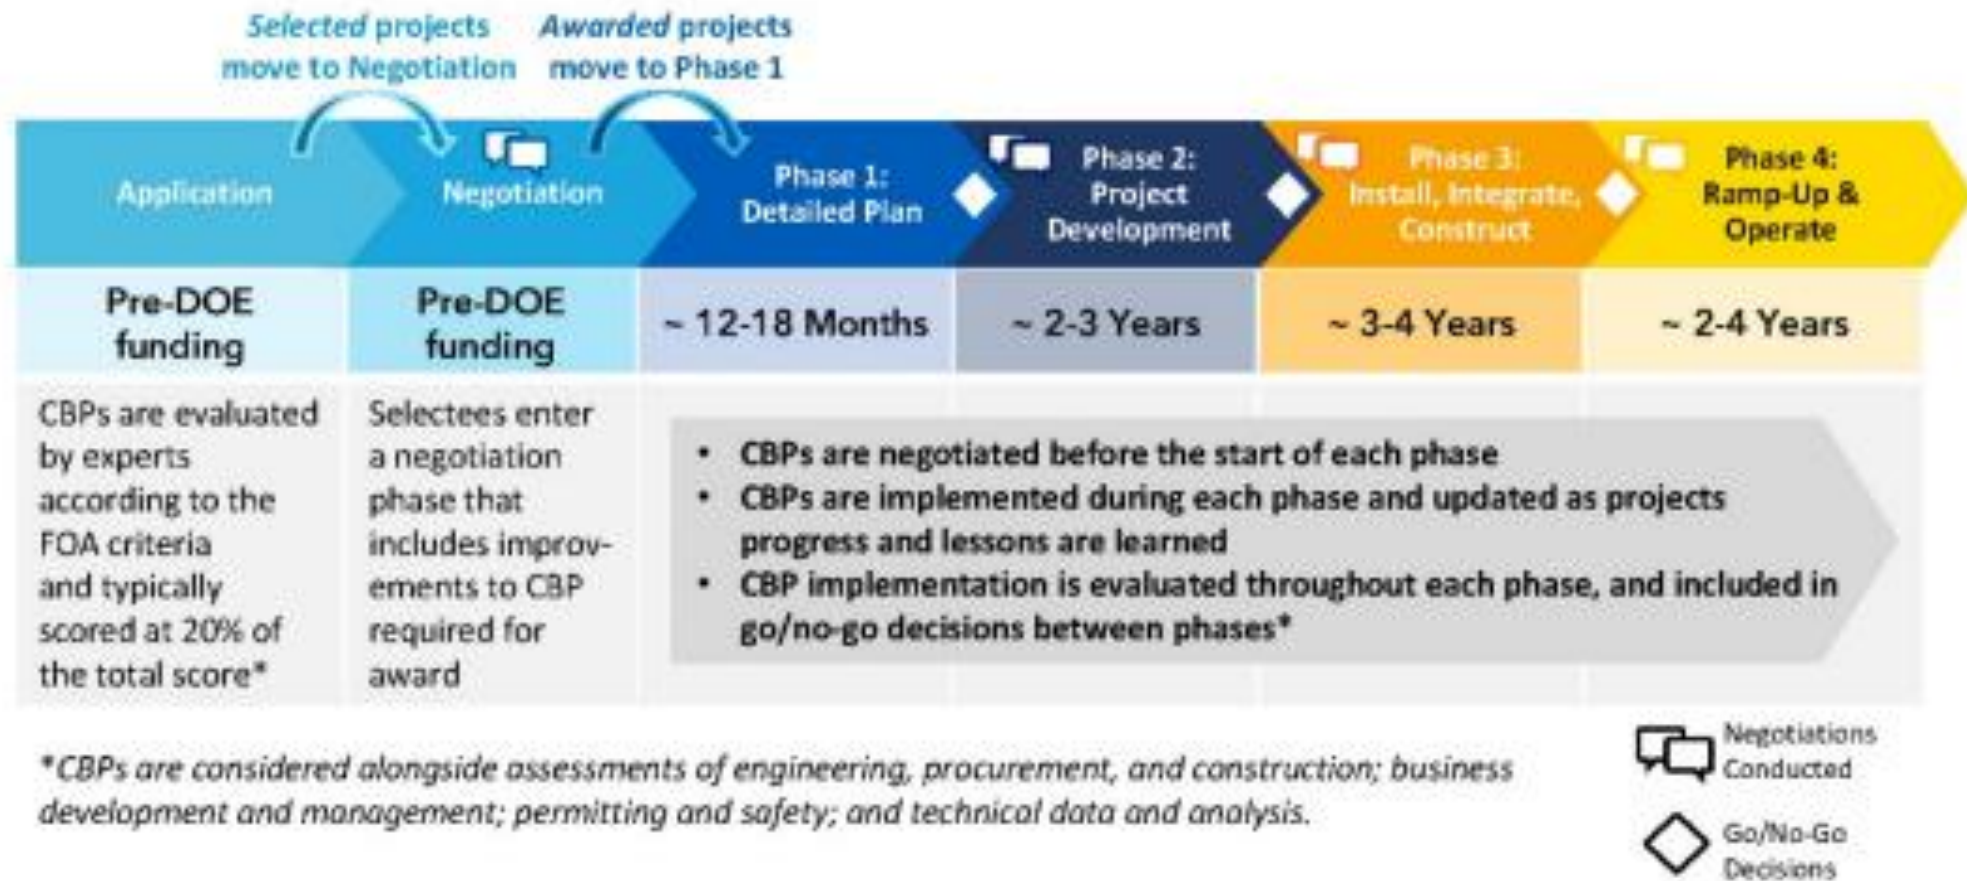 Selected projects
move to Negotiation
Awarded projects
move to Phase 1
Application
Negotiation
Phase 1:
Detailed Plan
Phase 2:
Project
Development
Phase 3:
Install, Integrate,
Construct
Phase 4:
Ramp-Up &
Operate
Pre-DOE
funding
Pre-DOE
funding
~ 12-18 Months
~ 2-3 Years
~ 3-4 Years
~ 2-4 Years
CBPs are evaluated
by experts
according to the
FOA criteria
and typically
scored at 20% of
the total score*
Selectees enter
a negotiation
phase that
includes improv-
ements to CBP
required for
award
• CBPs are negotiated before the start of each phase
• CBPs are implemented during each phase and updated as projects
progress and lessons are learned
• CBP implementation is evaluated throughout each phase, and included in
go/no-go decisions between phases*
*CBPs are considered alongside assessments of engineering, procurement, and construction; business
development and management; permitting and safety; and technical data and analysis.
Negotiations
Conducted
Go/No-Go
Decisions